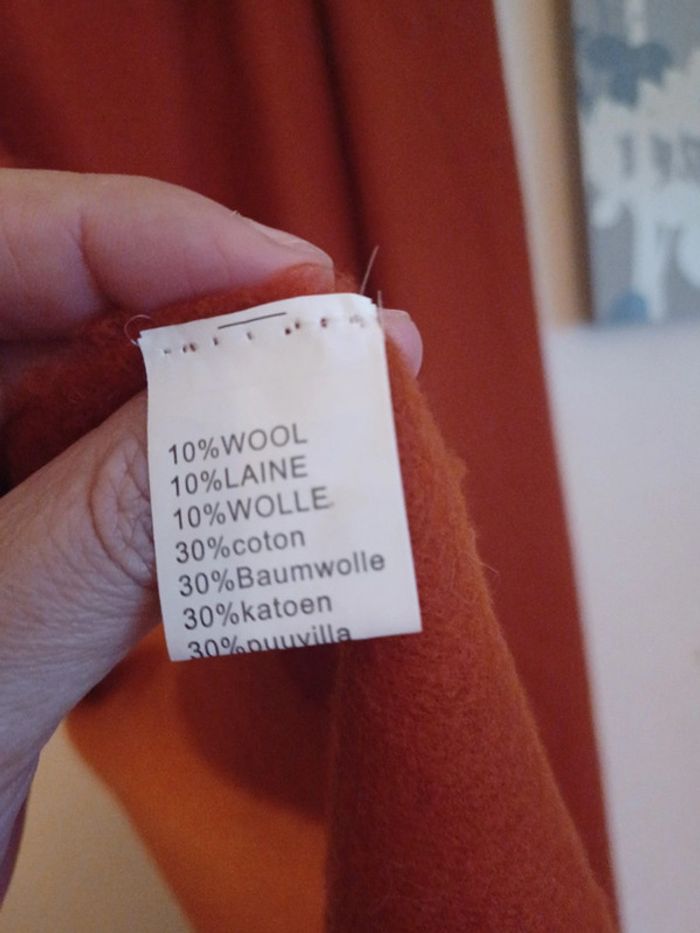 10%WOOL
10%LAINE
10%WOLLE
30%coton
30%Baumwolle
30%katoen
30%puuvilla